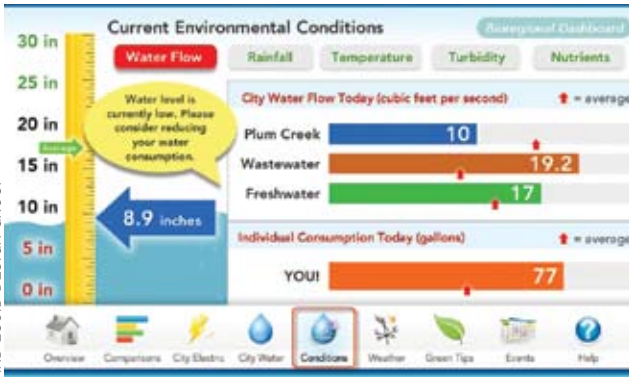 Current Environmental Conditions
Bioregional Dashboard
Water Flow
Rainfall
Temperature
Turbidity
Nutrients
30 in
25 in
20 in
Average
15 in
10 in
5 in
0 in
Water level is
currently low. Please
consider reducing
your water
consumption.
8.9 inches
City Water Flow Today (cubic feet per second)
= average
Plum Creek
10
Wastewater
19.2
Freshwater
17
Individual Consumption Today (gallons)
= average
YOU!
77
Overview
Comparisons
City Electric
City Water
Conditions
Weather
Green Tips
Events
Help